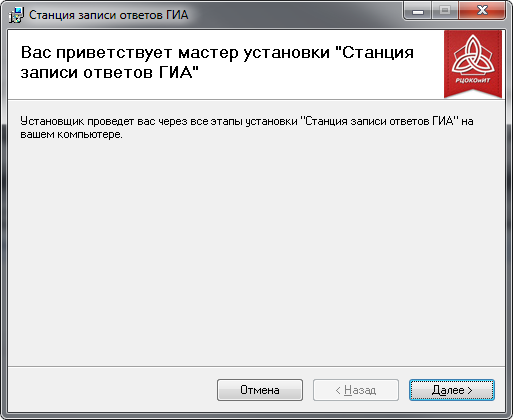 Станция записи ответов ГИА
Вас приветствует мастер установки "Станция
записи ответов ГИА"
РЦОКОиИТ
Установщик проведет вас через все этапы установки "Станция записи ответов ГИА" на
вашем компьютере.
Отмена
< Назад
Далее >